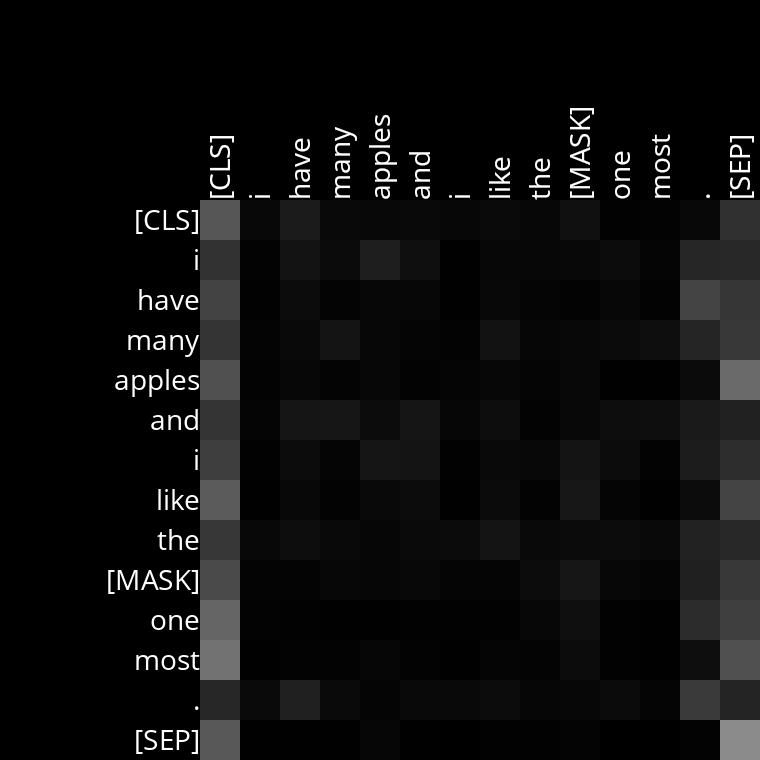 [CLS] i have many apples and i like the [MASK] one most . [SEP]
[CLS]
i
have
many
apples
and
i
like
the
[MASK]
one
most
.
[SEP]